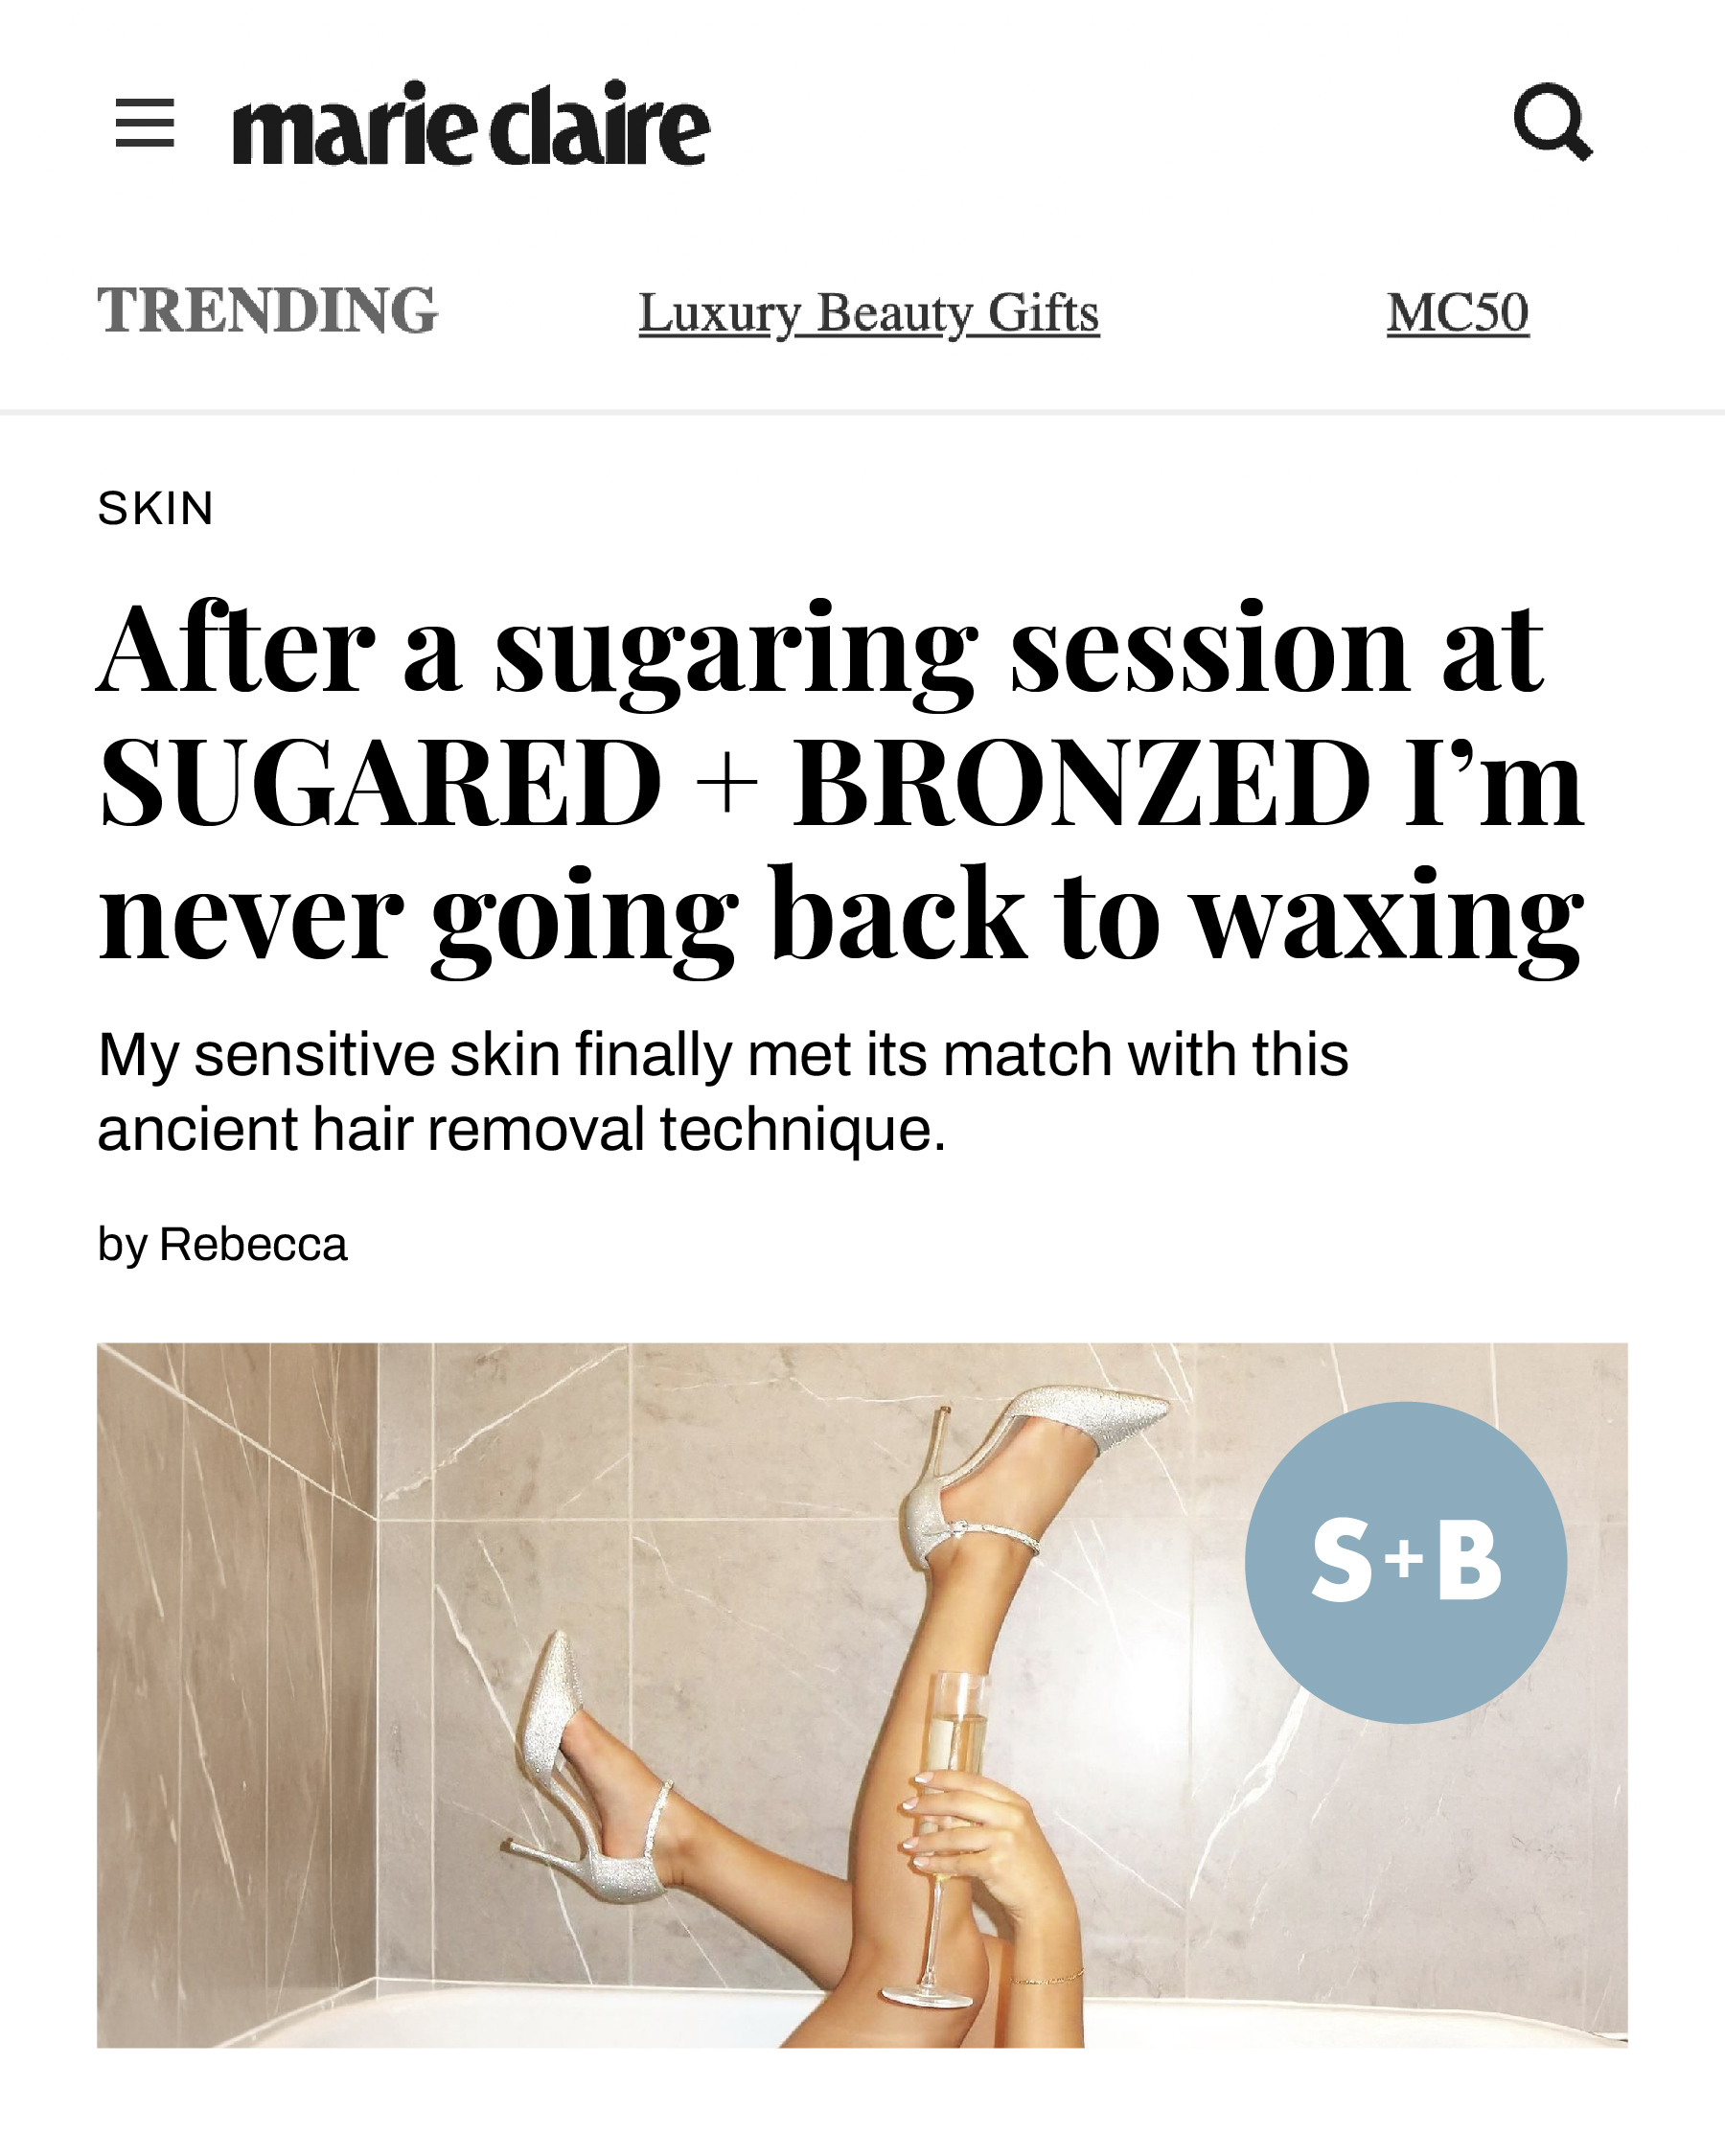 marie claire
TRENDING
Luxury Beauty Gifts
MC50
SKIN
After a sugaring session at
SUGARED + BRONZED I’m
never going back to waxing
My sensitive skin finally met its match with this
ancient hair removal technique.
by Rebecca
S+B